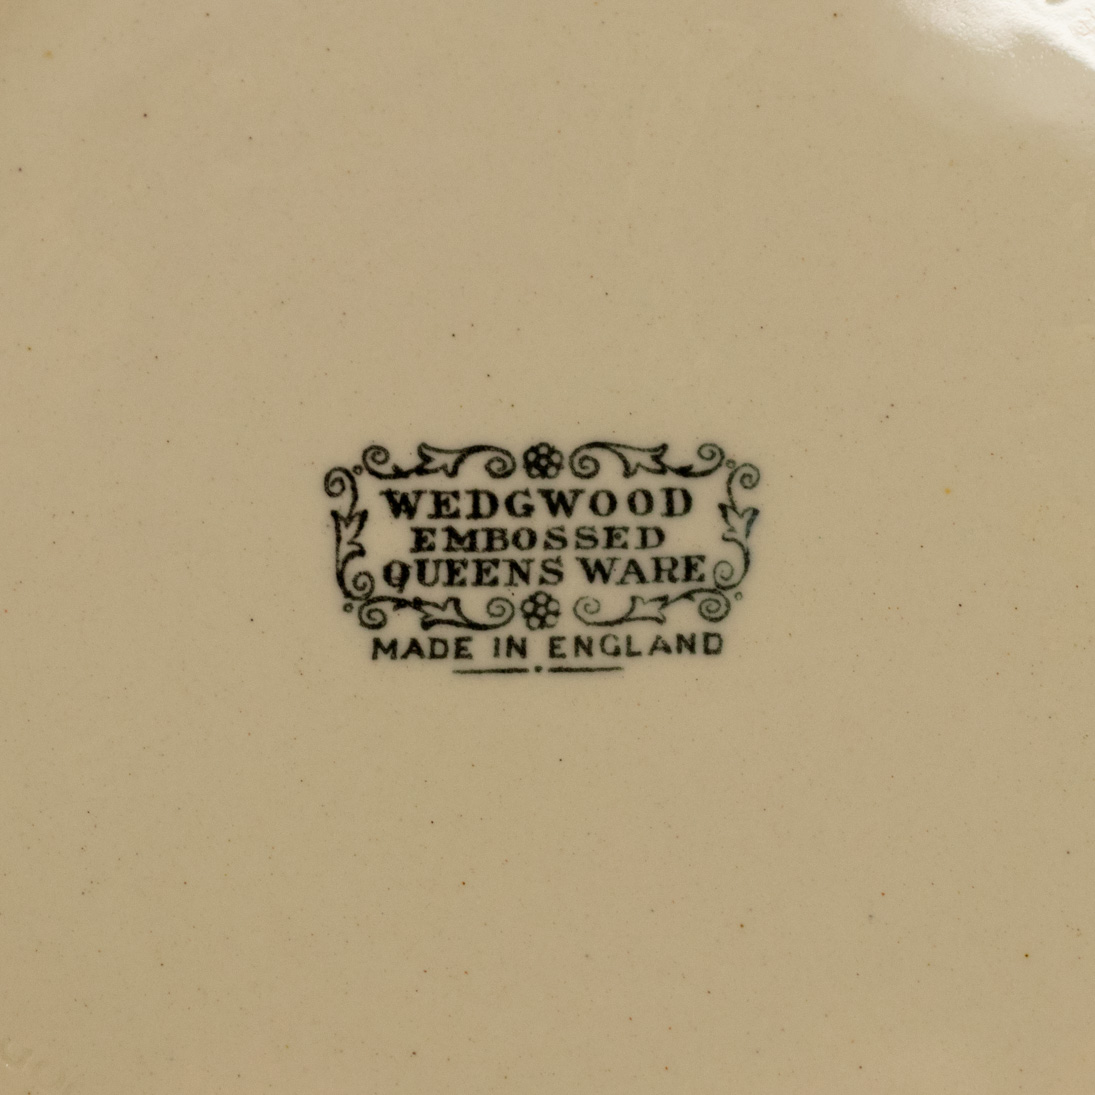 WEDGWOOD
EMBOSSED
QUEENS WARE
MADE IN ENGLAND